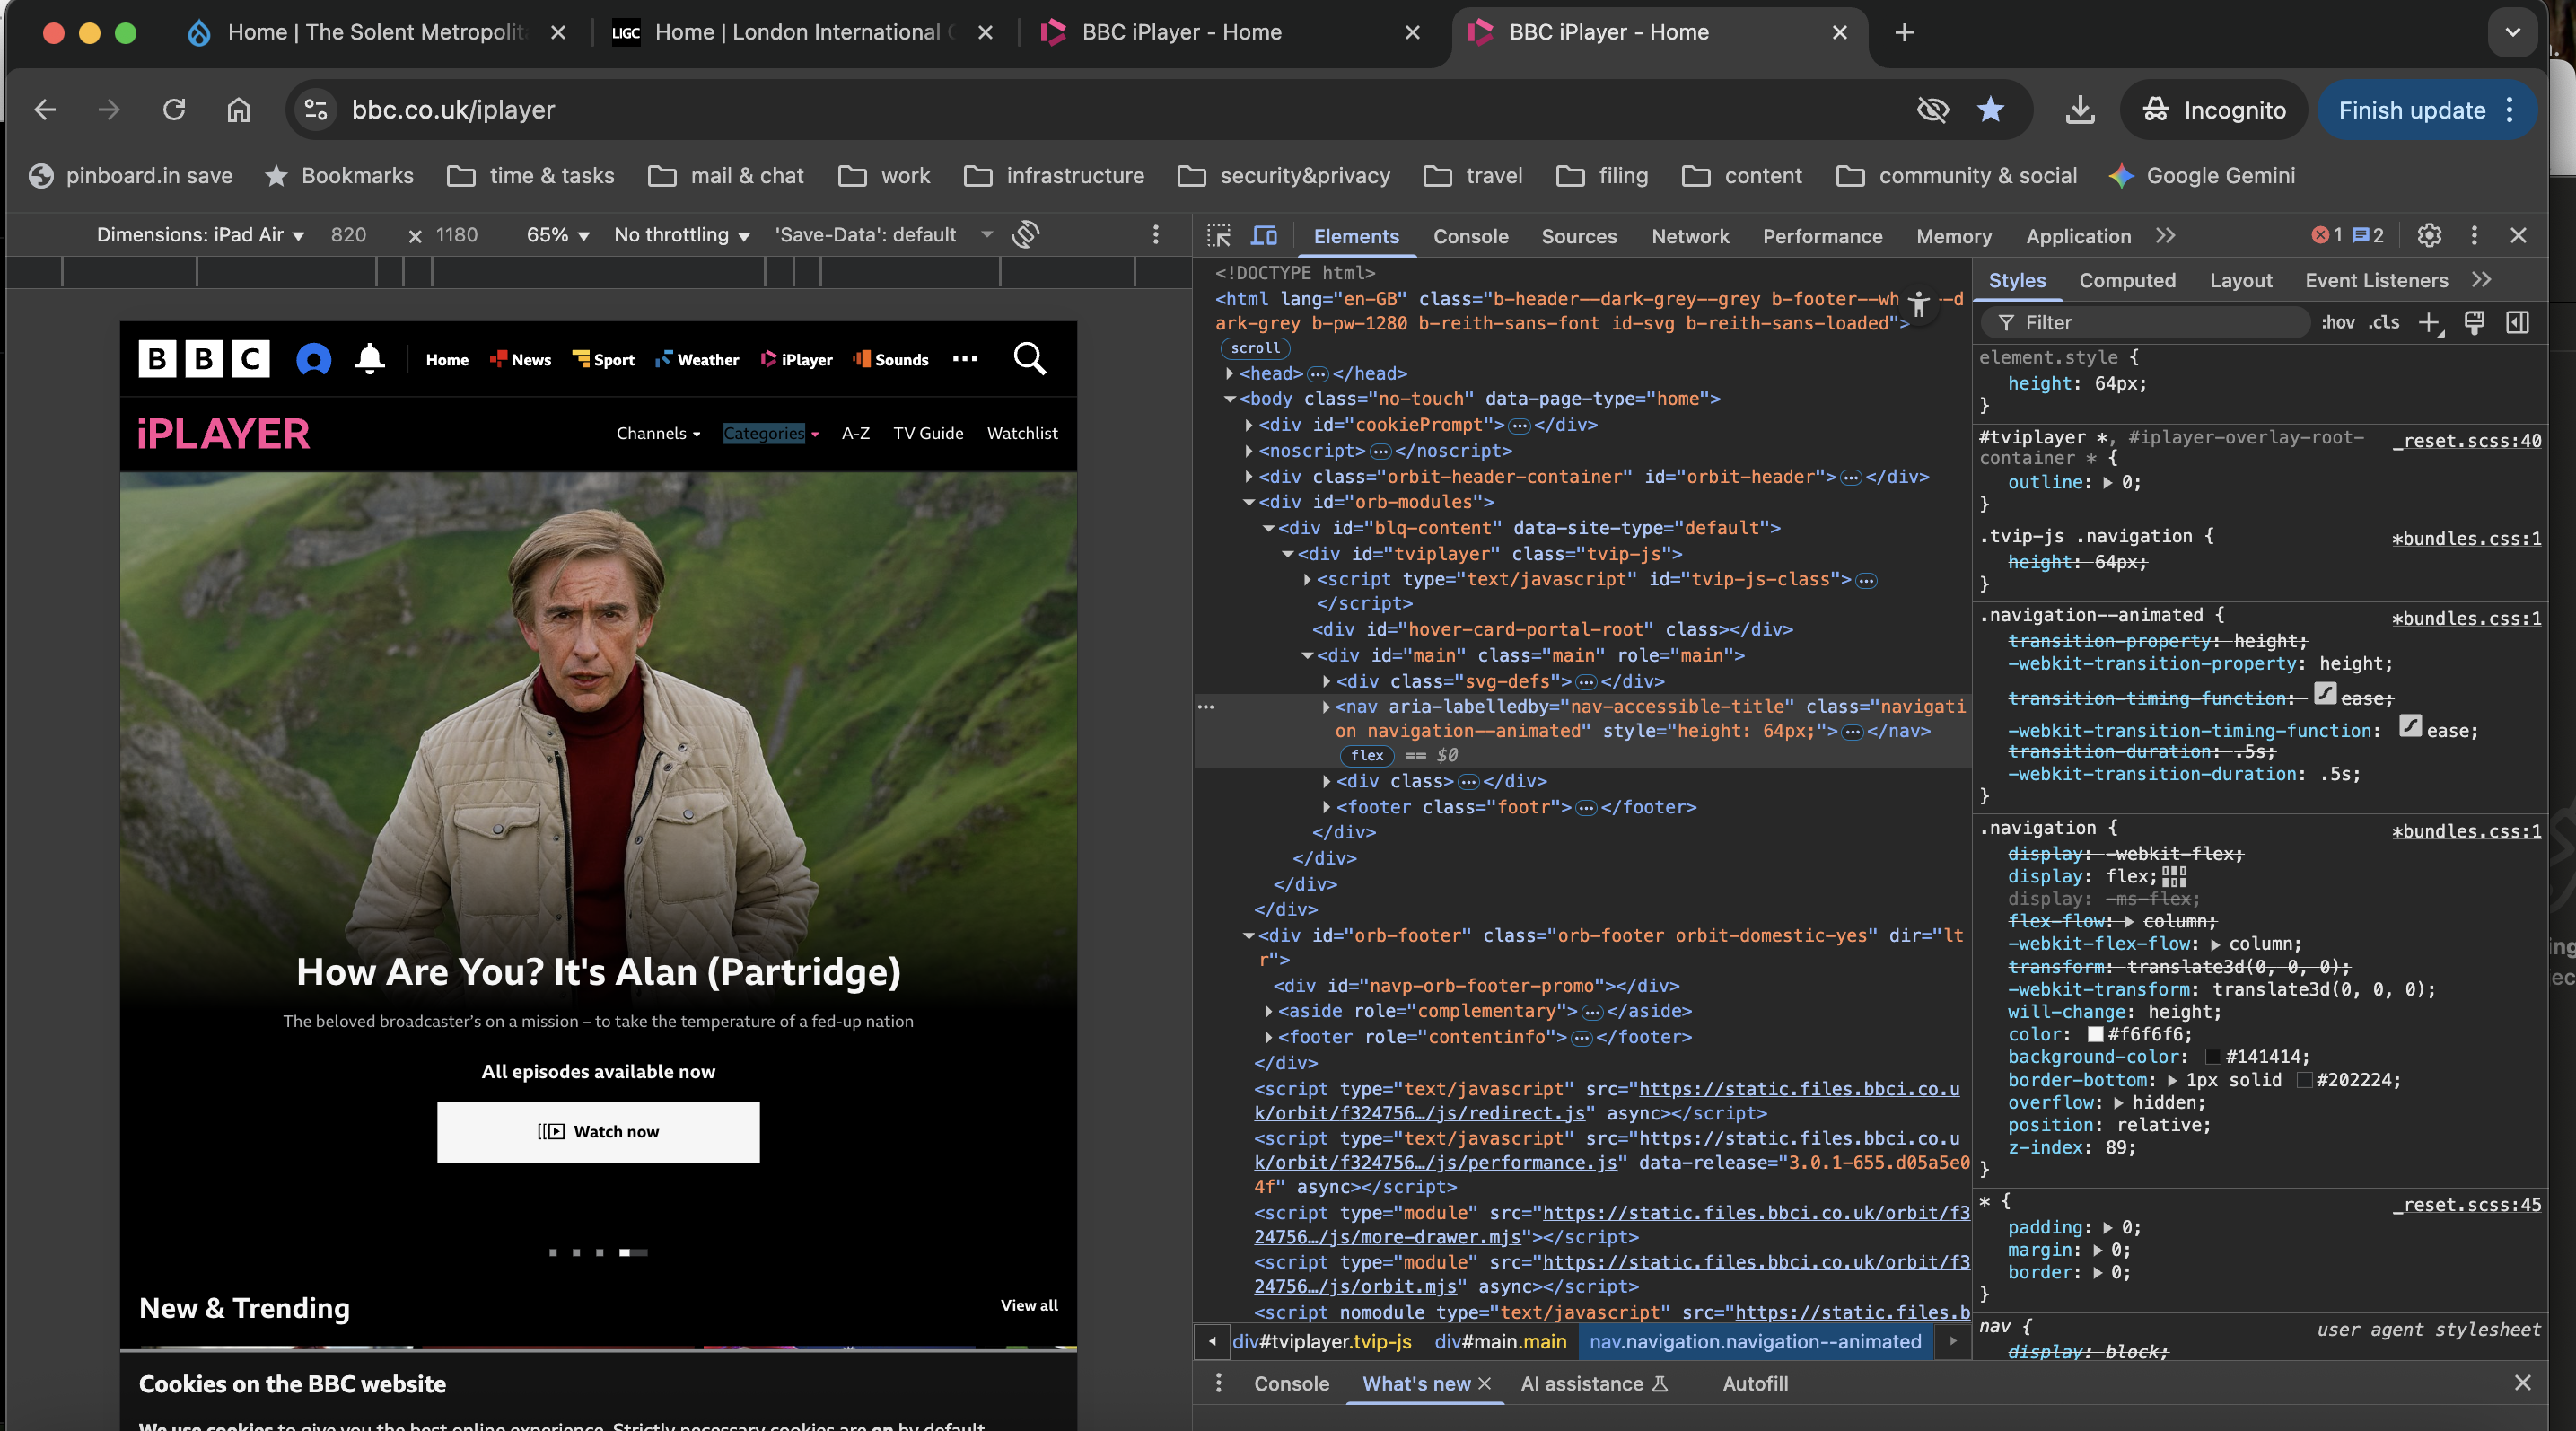 Home | The Solent Metropolit
LIGC Home | London International
BBC iPlayer - Home
BBC iPlayer - Home
bbc.co.uk/iplayer
Incognito
Finish update
pinboard.in save
Bookmarks
time & tasks
mail & chat
work
infrastructure
security&privacy
travel
filing
content
community & social
Google Gemini
Dimensions: iPad Air 820 × 1180 65% No throttling 'Save-Data': default
BBC Home News Sport Weather iPlayer Sounds
iPLAYER
Channels Categories A-Z TV Guide Watchlist
How Are You? It's Alan (Partridge)
The beloved broadcaster's on a mission – to take the temperature of a fed-up nation
All episodes available now
Watch now
New & Trending View all
Cookies on the BBC website
We use cookies to give you the best online experience. Strictly necessary cookies are on by default
Elements Console Sources Network Performance Memory Application 1 2
<!DOCTYPE html>
<html lang="en-GB" class="b-header--dark-grey--grey b-footer--wh --d
ark-grey b-pw-1280 b-reith-sans-font id-svg b-reith-sans-loaded">
scroll
<head>…</head>
<body class="no-touch" data-page-type="home">
<div id="cookiePrompt">…</div>
<noscript>…</noscript>
<div class="orbit-header-container" id="orbit-header">…</div>
<div id="orb-modules">
<div id="blq-content" data-site-type="default">
<div id="tviplayer" class="tvip-js">
<script type="text/javascript" id="tvip-js-class">…
</script>
<div id="hover-card-portal-root" class></div>
<div id="main" class="main" role="main">
<div class="svg-defs">…</div>
<nav aria-labelledby="nav-accessible-title" class="navigati
on navigation--animated" style="height: 64px;">…</nav>
flex == $0
<div class>…</div>
<footer class="footr">…</footer>
</div>
</div>
</div>
</div>
<div id="orb-footer" class="orb-footer orbit-domestic-yes" dir="lt
r">
<div id="navp-orb-footer-promo"></div>
<aside role="complementary">…</aside>
<footer role="contentinfo">…</footer>
</div>
<script type="text/javascript" src="https://static.files.bbci.co.u
k/orbit/f324756…/js/redirect.js" async></script>
<script type="text/javascript" src="https://static.files.bbci.co.u
k/orbit/f324756…/js/performance.js" data-release="3.0.1-655.d05a5e0
4f" async></script>
<script type="module" src="https://static.files.bbci.co.uk/orbit/f3
24756…/js/more-drawer.mjs"></script>
<script type="module" src="https://static.files.bbci.co.uk/orbit/f3
24756…/js/orbit.mjs" async></script>
<script nomodule type="text/javascript" src="https://static.files.b
div#tviplayer.tvip-js div#main.main nav.navigation.navigation--animated
Styles Computed Layout Event Listeners
Filter :hov .cls
element.style {
height: 64px;
}
#tviplayer *, #iplayer-overlay-root- _reset.scss:40
container * {
outline: 0;
}
.tvip-js .navigation { *bundles.css:1
height: 64px;
}
.navigation--animated { *bundles.css:1
transition-property: height;
-webkit-transition-property: height;
transition-timing-function: ease;
-webkit-transition-timing-function: ease;
transition-duration: .5s;
-webkit-transition-duration: .5s;
}
.navigation { *bundles.css:1
display: -webkit-flex;
display: flex;
display: -ms-flex;
flex-flow: column;
-webkit-flex-flow: column;
transform: translate3d(0, 0, 0);
-webkit-transform: translate3d(0, 0, 0);
will-change: height;
color: #f6f6f6;
background-color: #141414;
border-bottom: 1px solid #202224;
overflow: hidden;
position: relative;
z-index: 89;
}
* { _reset.scss:45
padding: 0;
margin: 0;
border: 0;
}
nav { user agent stylesheet
display: block;
Console What's new AI assistance Autofill